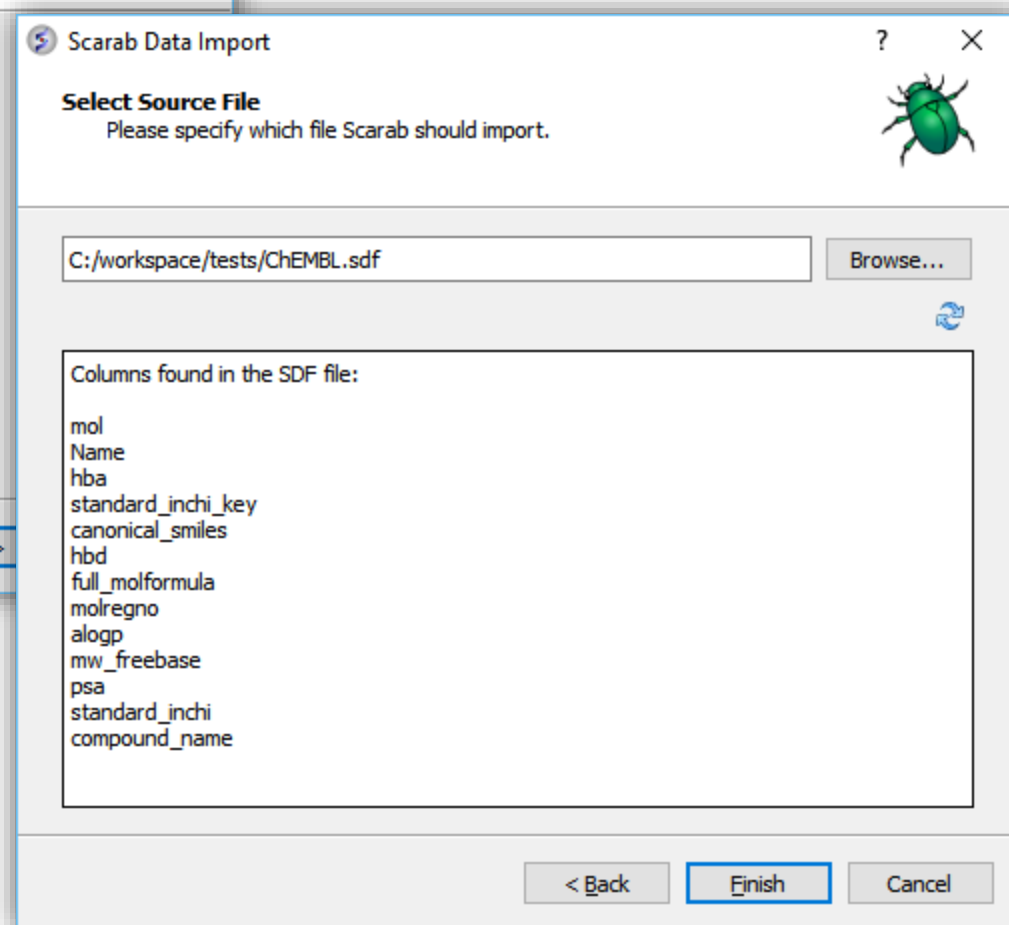 Scarab Data Import ?
Select Source File
Please specify which file Scarab should import.
C:/workspace/tests/ChEMBL.sdf Browse...
Columns found in the SDF file:
mol
Name
hba
standard_inchi_key
canonical_smiles
hbd
full_molformula
molregno
alogp
mw_freebase
psa
standard_inchi
compound_name
< Back Finish Cancel